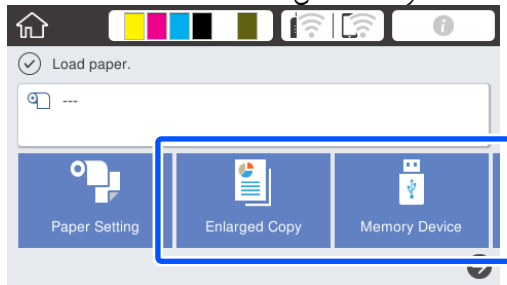 Load paper.
---
Paper Setting
Enlarged Copy
Memory Device